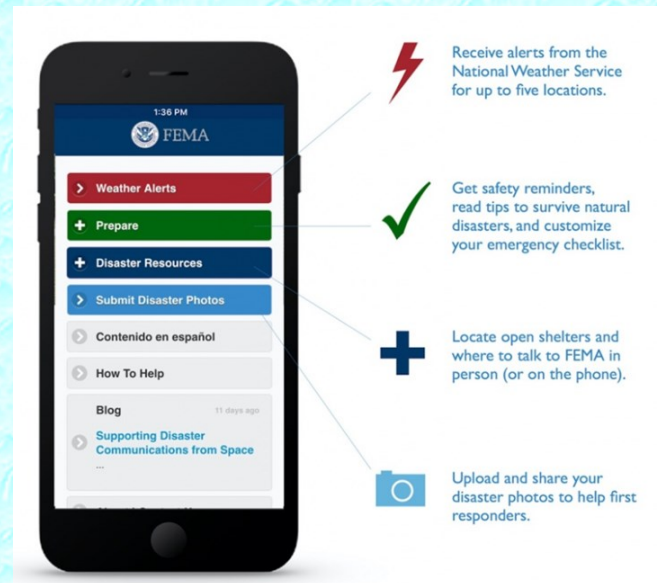 1:36 PM
FEMA
Weather Alerts
Prepare
Disaster Resources
Submit Disaster Photos
Contenido en español
How To Help
Blog
11 days ago
Supporting Disaster
Communications from Space
...
Receive alerts from the
National Weather Service
for up to five locations.
Get safety reminders,
read tips to survive natural
disasters, and customize
your emergency checklist.
Locate open shelters and
where to talk to FEMA in
person (or on the phone).
Upload and share your
disaster photos to help first
responders.